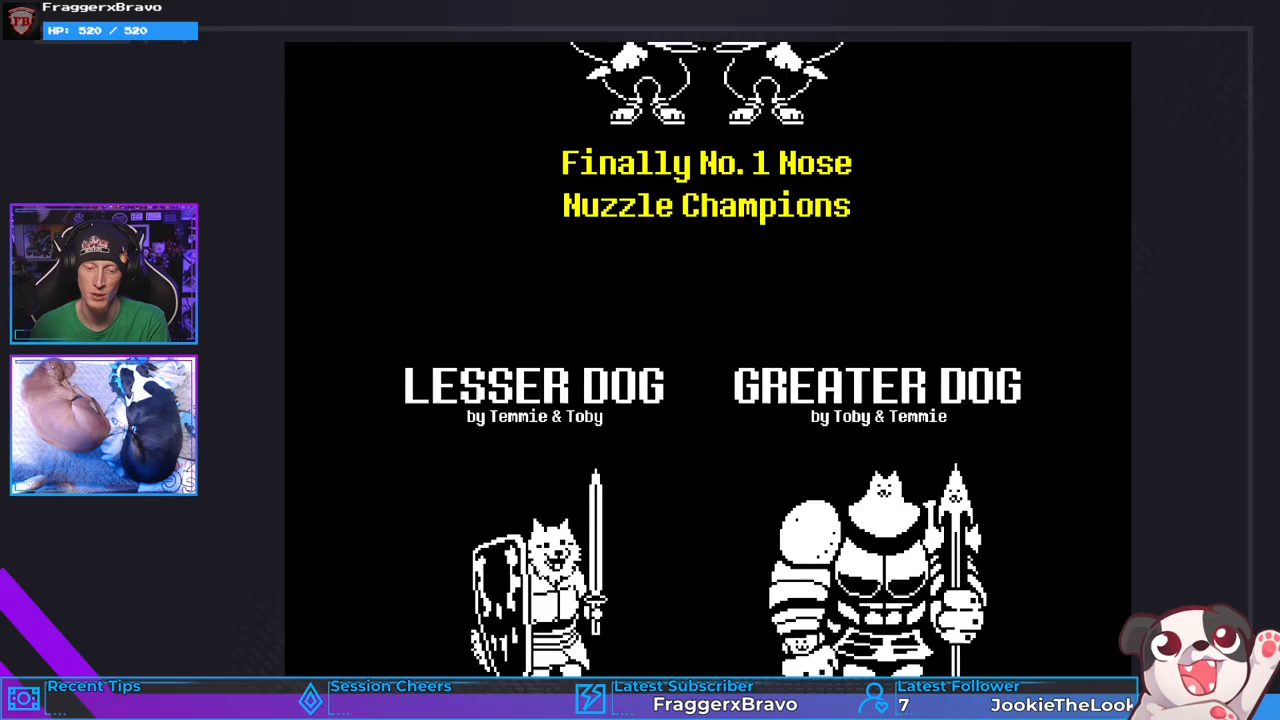 FraggerxBravo
FB
HP: 520 / 520
Finally No. 1 Nose
Nuzzle Champions
LESSER DOG
GREATER DOG
by Temmie & Toby
by Toby & Temmie
Recent Tips
....
Session Cheers
....
Latest Subscriber
FraggerxBravo
Latest Follower
7
JookieTheLook